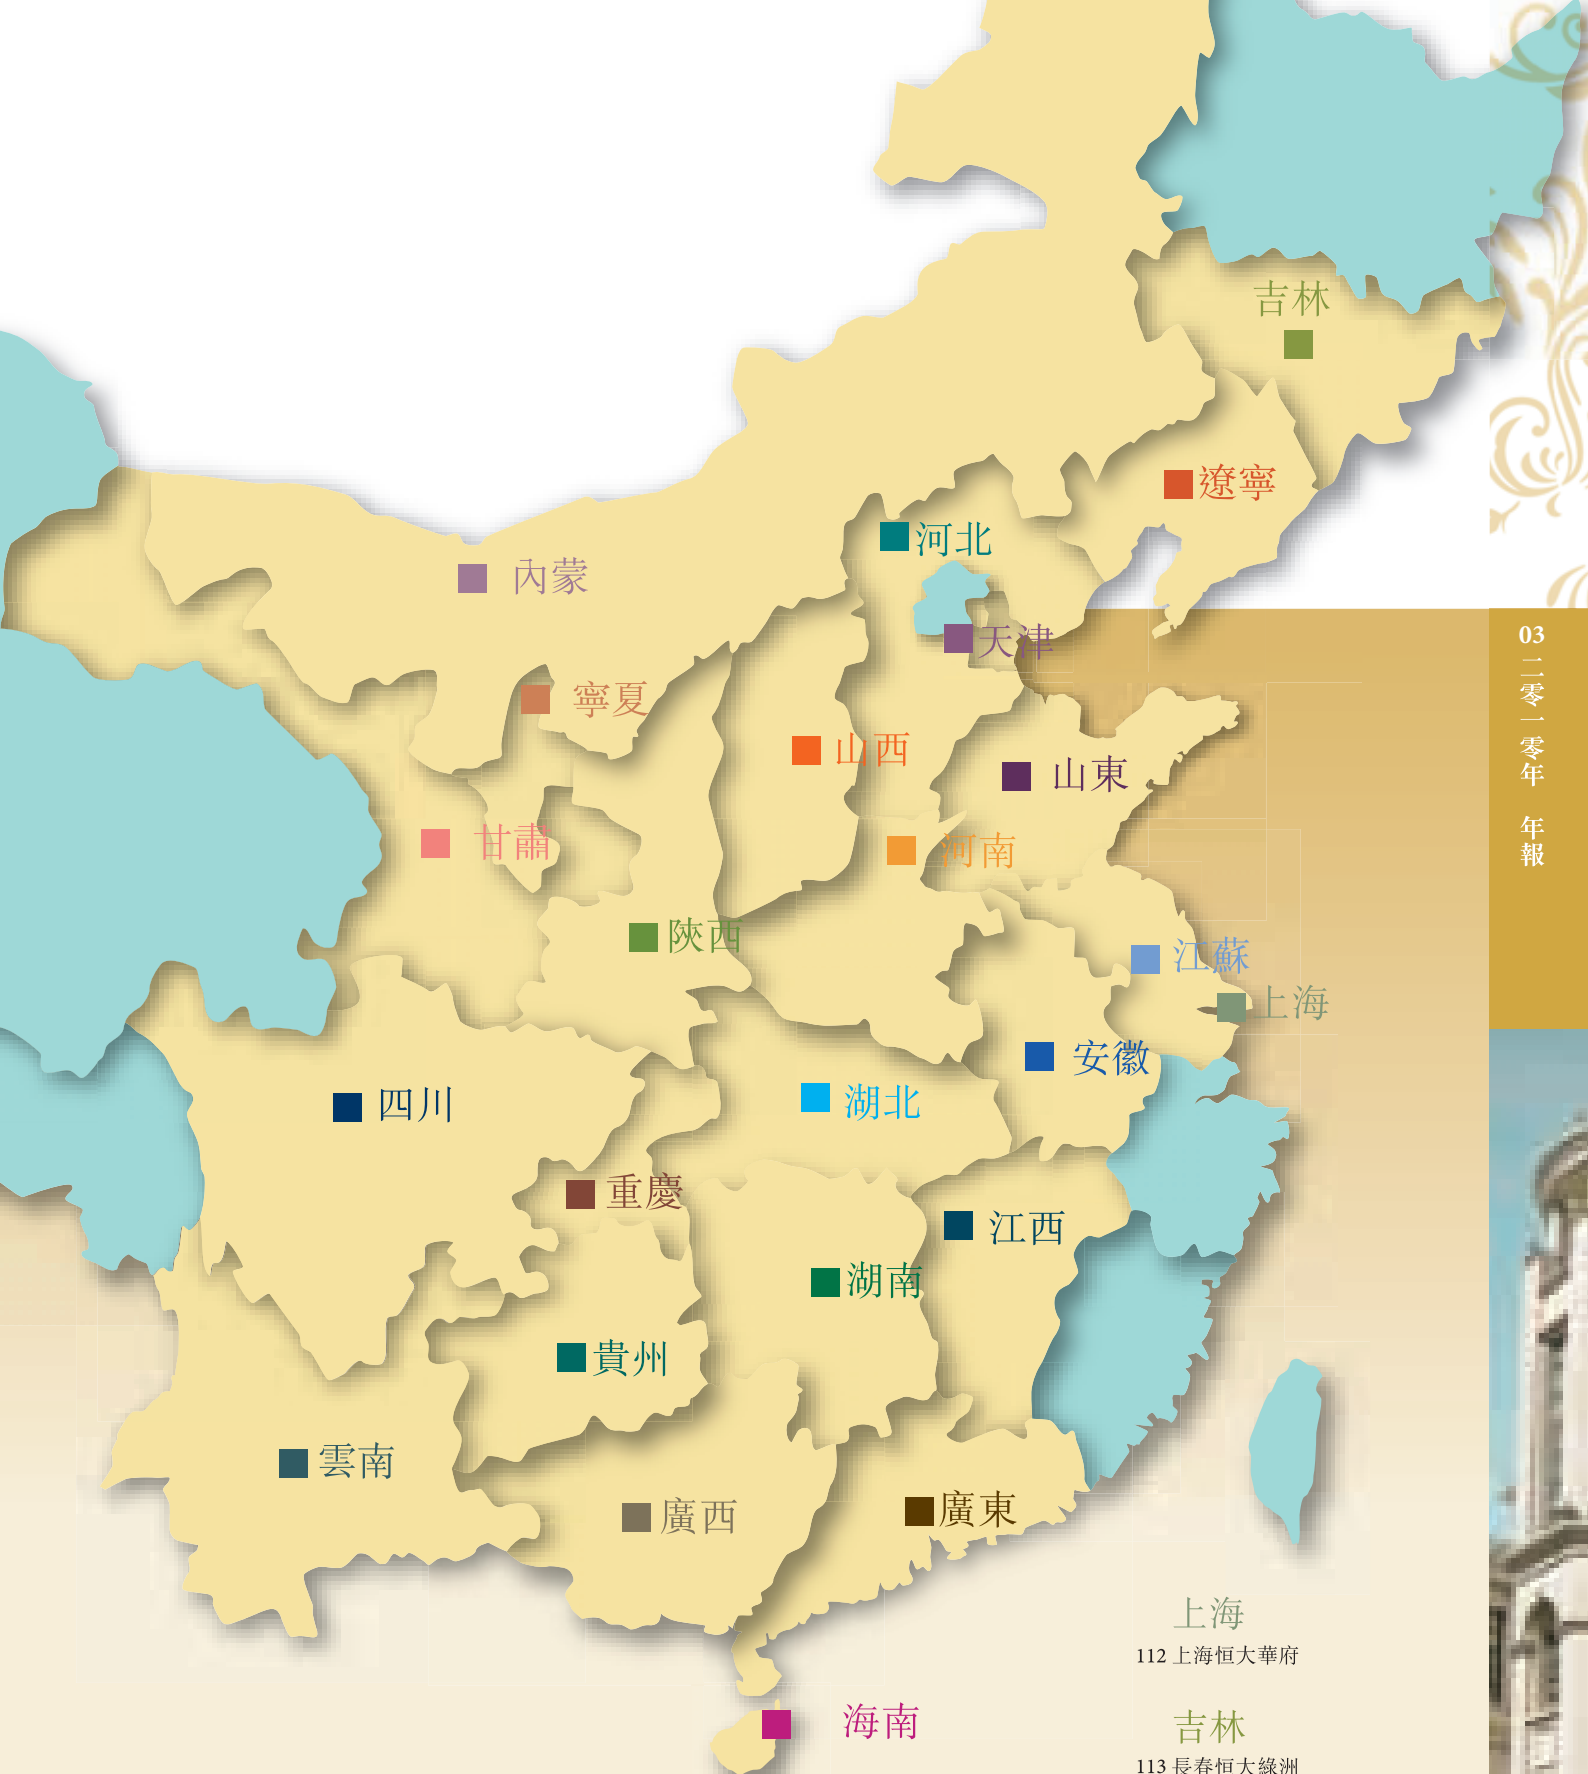 吉林
遼寧
河北
內蒙
天津
寧夏
山西
山東
甘肅
河南
陝西
江蘇
上海
安徽
四川
湖北
重慶
江西
湖南
貴州
雲南
廣西
廣東
海南
上海
112 上海恒大華府
吉林
113 長春恒大綠洲
03 二零一零年 年報